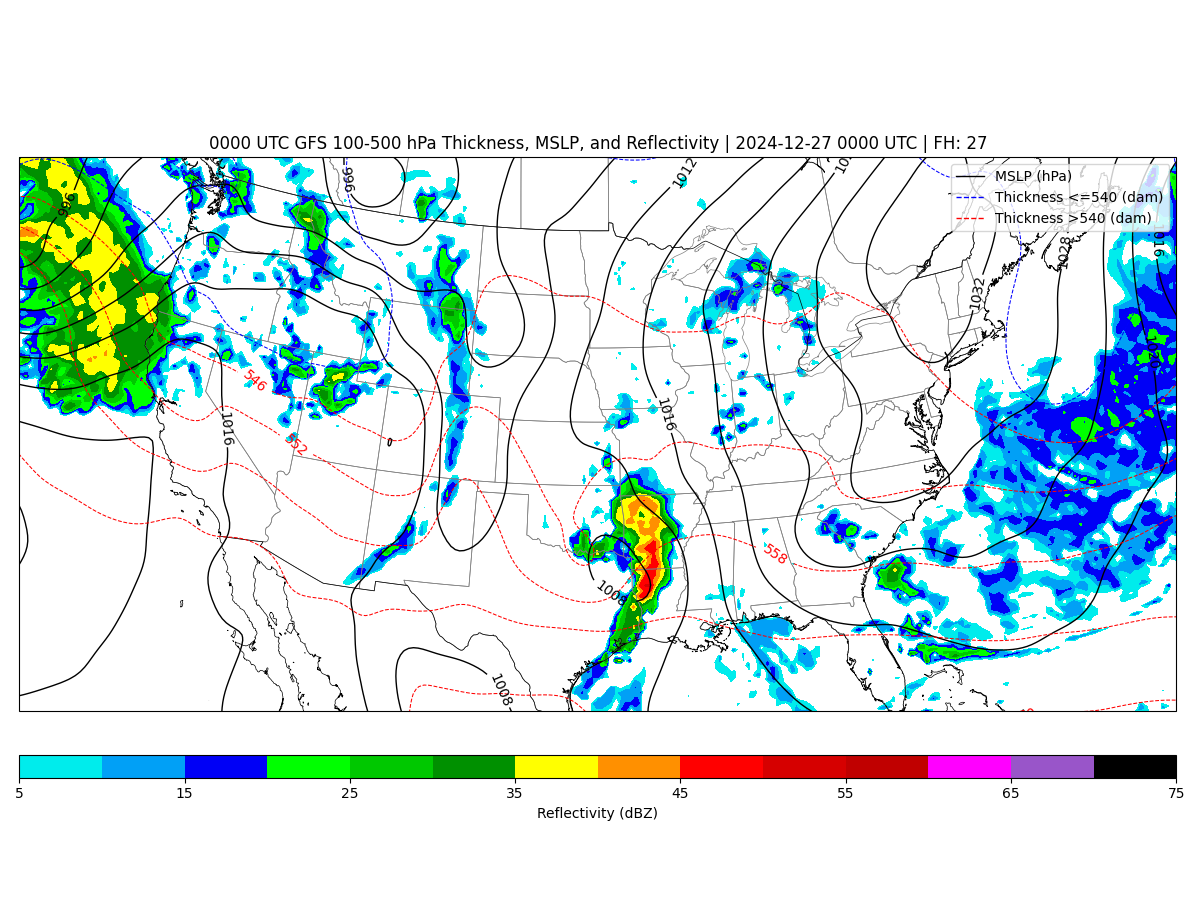 0000 UTC GFS 100-500 hPa Thickness, MSLP, and Reflectivity | 2024-12-27 0000 UTC | FH: 27
MSLP (hPa)
Thickness <=540 (dam)
Thickness >540 (dam)
996
996
1012
1028
1016
1032
546
552
1016
1016
558
1008
1008
5 15 25 35 45 55 65 75
Reflectivity (dBZ)